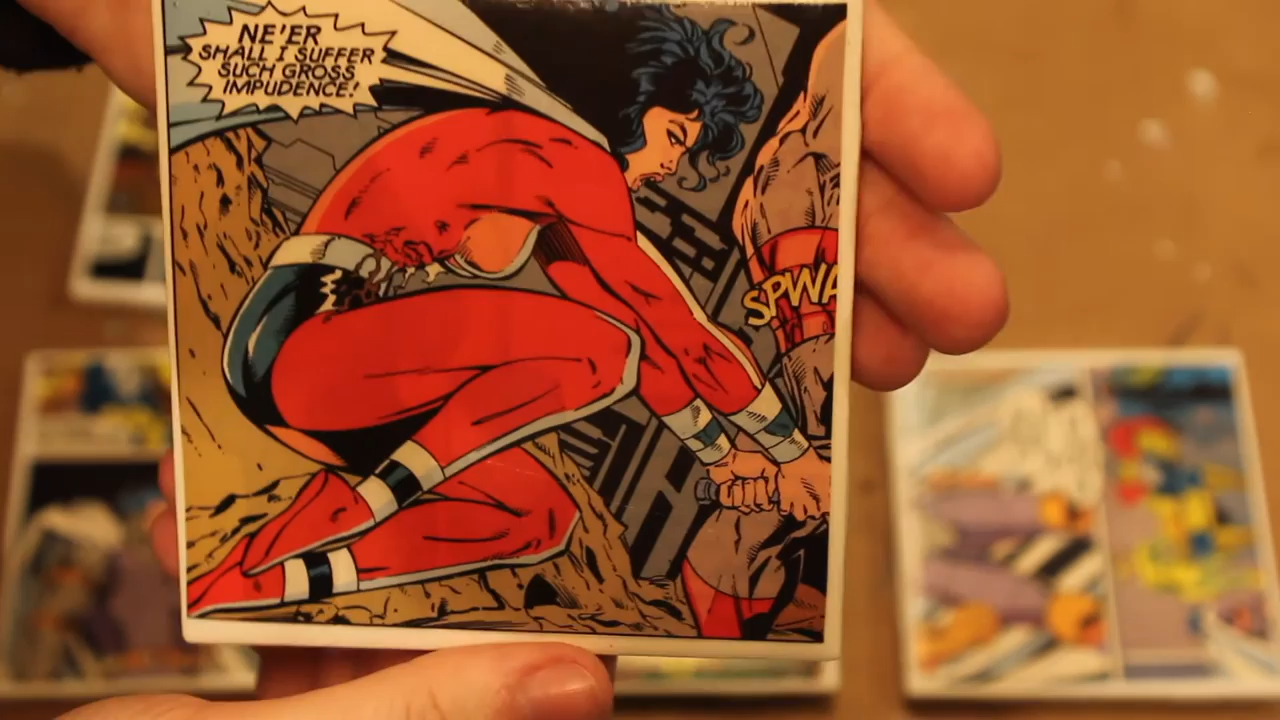 NE'ER
SHALL I SUFFER
SUCH GROSS
IMPUDENCE!
SPWA